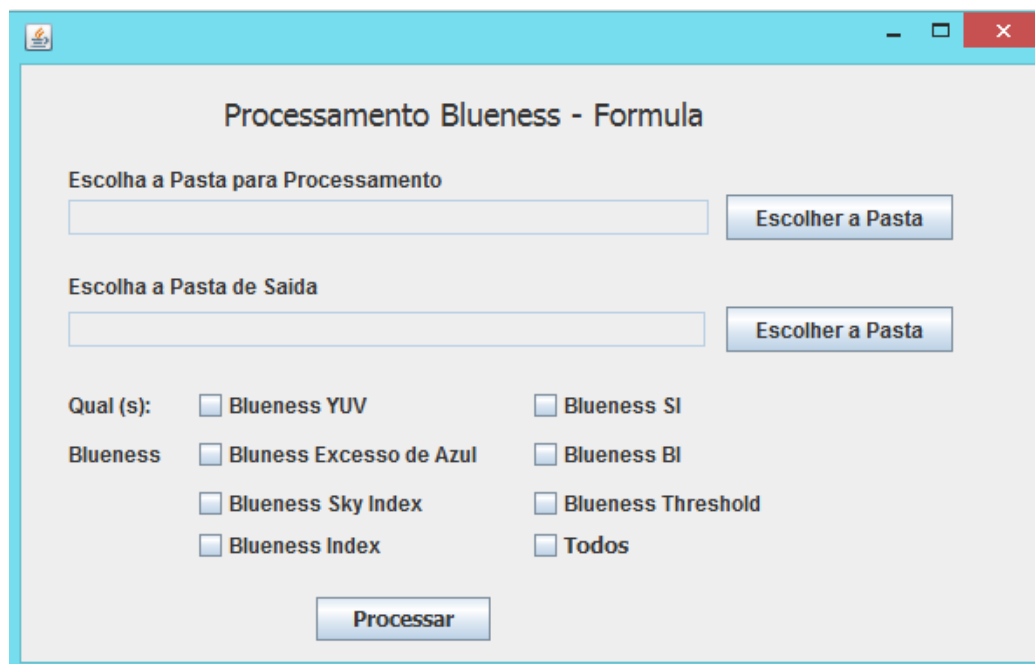 Processamento Blueness - Formula
Escolha a Pasta para Processamento
Escolher a Pasta
Escolha a Pasta de Saida
Escolher a Pasta
Qual (s): Blueness YUV Blueness SI
Blueness Bluness Excesso de Azul Blueness BI
Blueness Sky Index Blueness Threshold
Blueness Index Todos
Processar